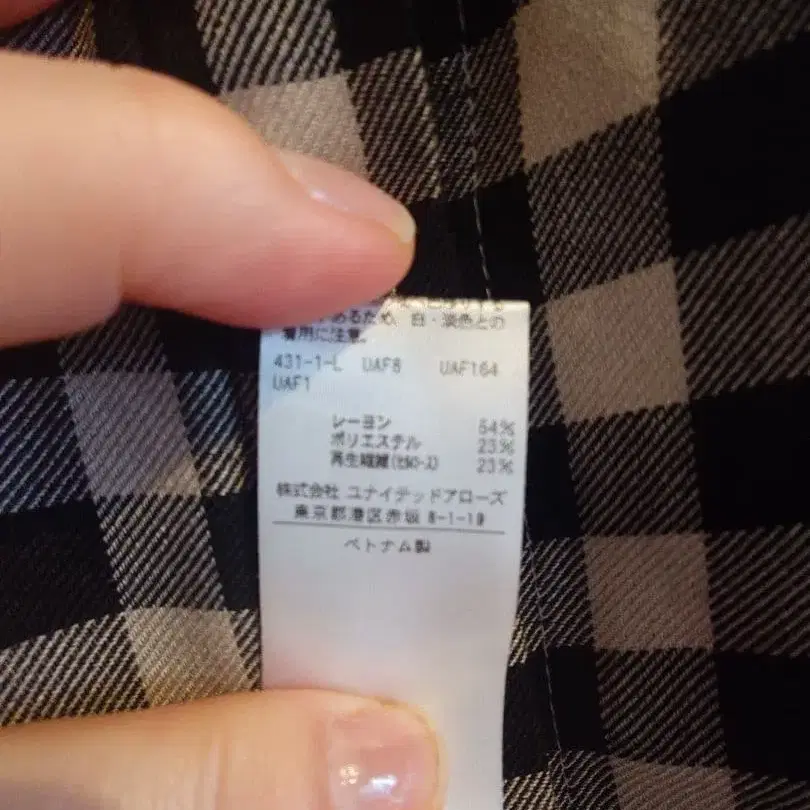 あるため、白・淡色との
着用に注意。
431-1-L UAF8 UAF164
UAF1
レーヨン 54%
ポリエステル 23%
再生繊維(セルロース) 23%
株式会社 ユナイテッドアローズ
東京都港区赤坂 8-1-19
ベトナム製